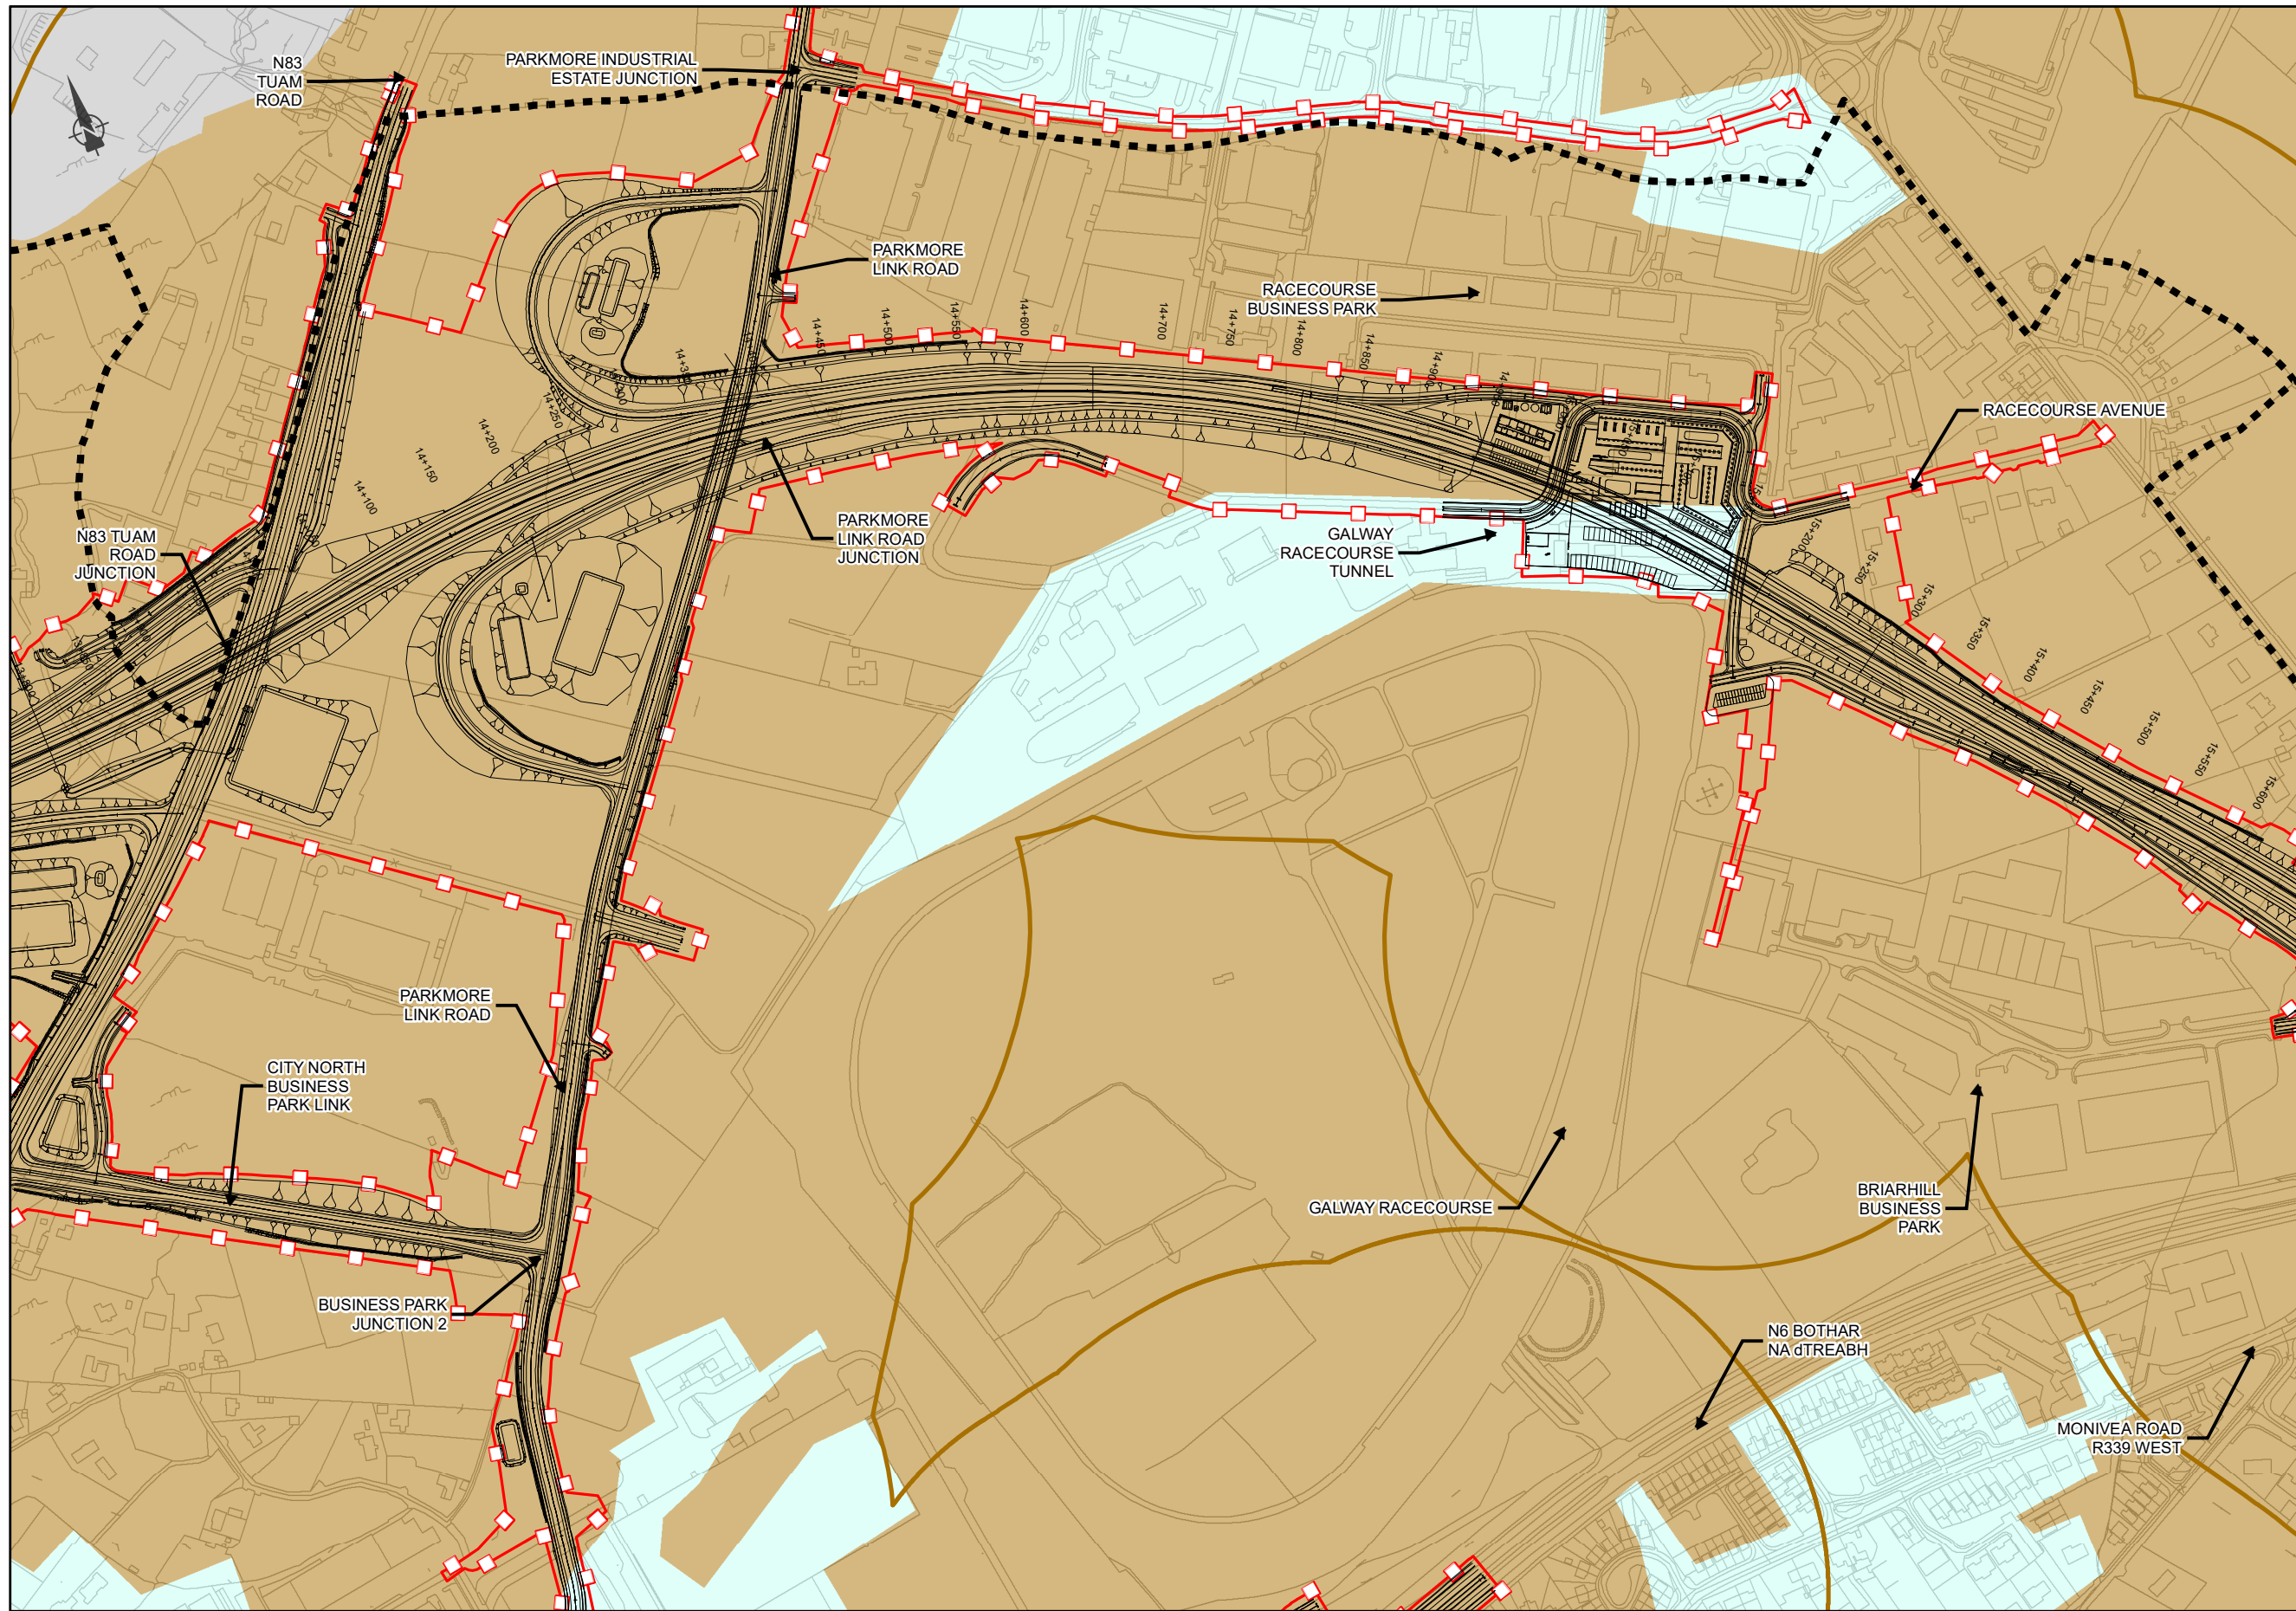 N83
TUAM
ROAD
PARKMORE INDUSTRIAL
ESTATE JUNCTION
PARKMORE
LINK ROAD
RACECOURSE
BUSINESS PARK
RACECOURSE AVENUE
14+100
14+150
14+200
14+250
14+450
14+500
14+550
14+600
14+700
14+750
14+800
14+850
14+900
N83 TUAM
ROAD
JUNCTION
PARKMORE
LINK ROAD
JUNCTION
GALWAY
RACECOURSE
TUNNEL
15+200
15+250
15+300
15+350
15+400
15+450
15+500
15+550
15+600
PARKMORE
LINK ROAD
CITY NORTH
BUSINESS
PARK LINK
BUSINESS PARK
JUNCTION 2
GALWAY RACECOURSE
BRIARHILL
BUSINESS
PARK
N6 BOTHAR
NA dTREABH
MONIVEA ROAD
R339 WEST